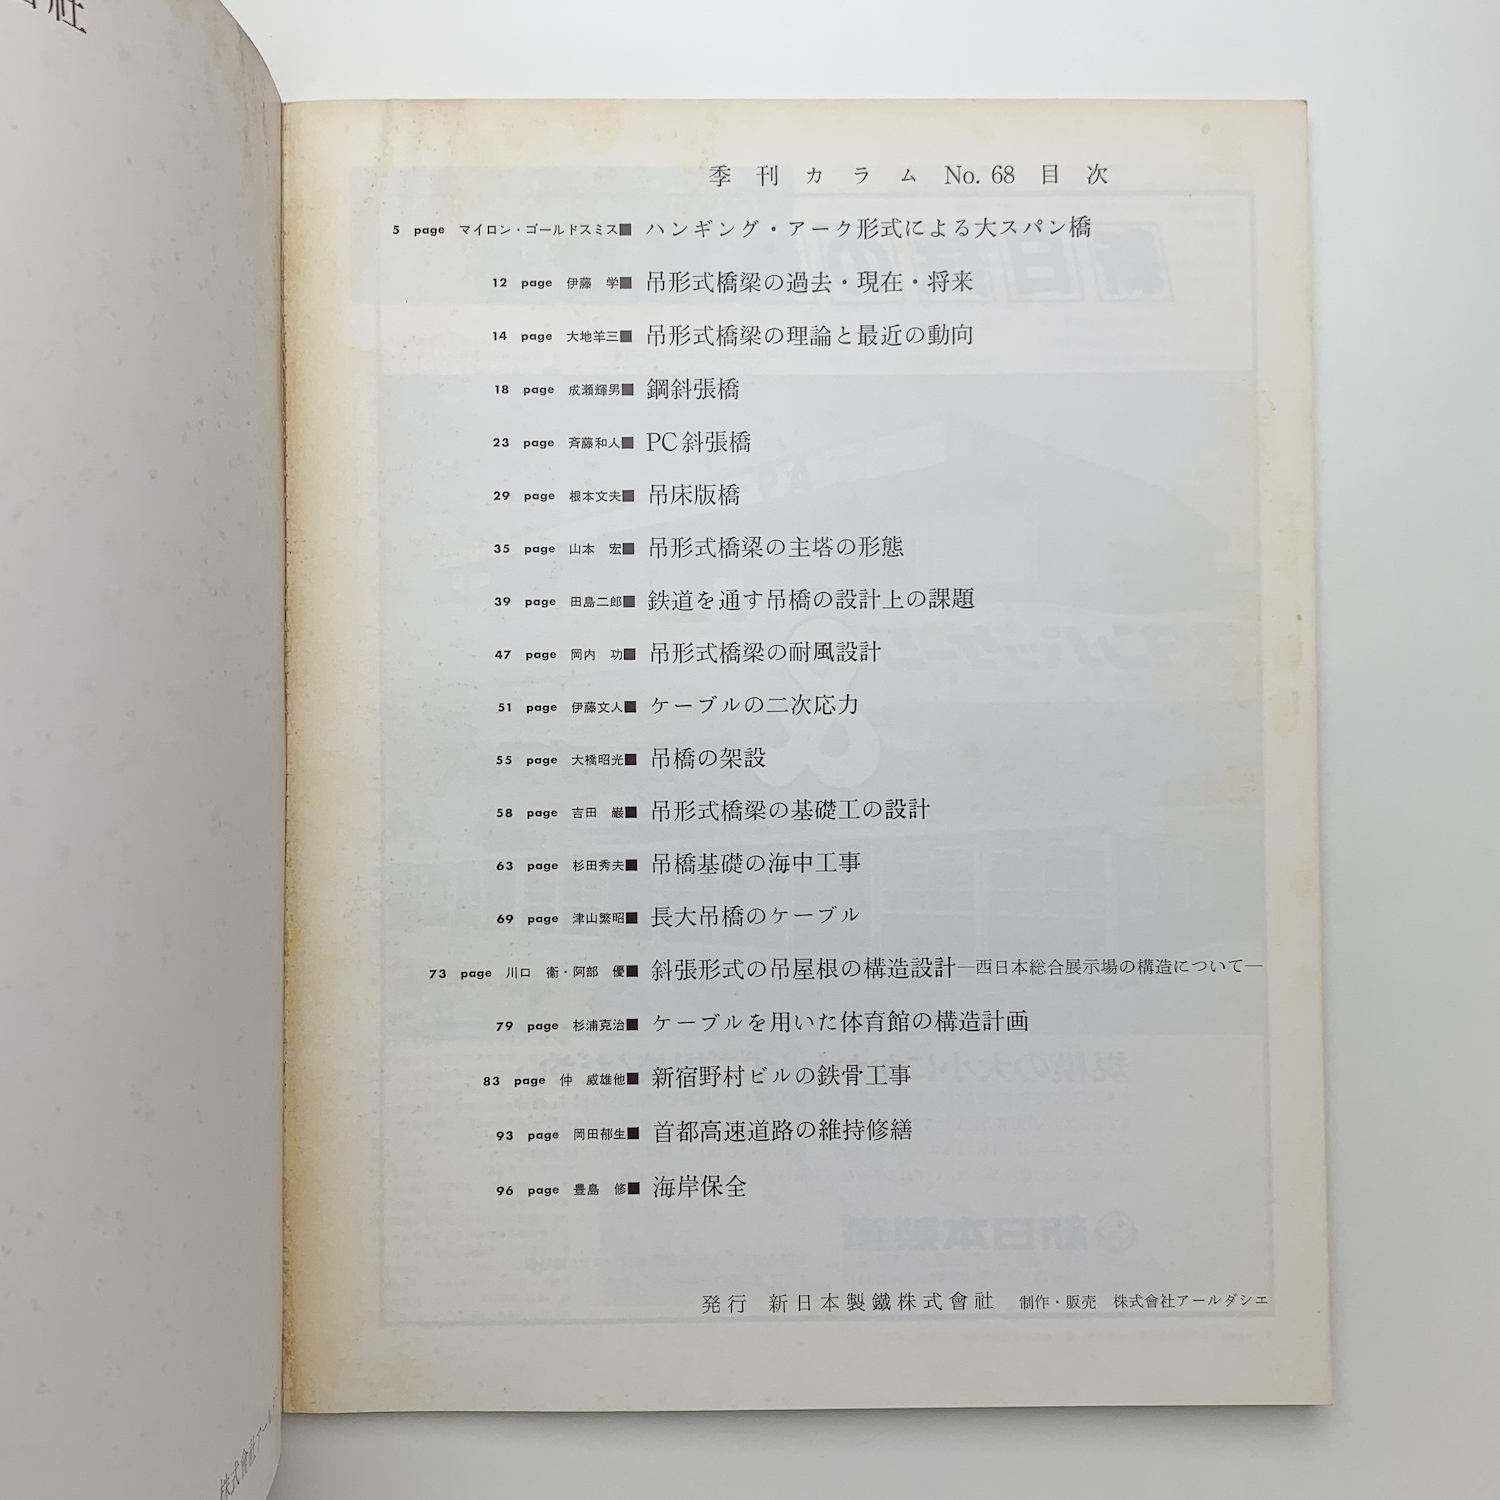 季刊カラム No. 68 目次
5 page マイロン・ゴールドスミス■ハンギング・アーク形式による大スパン橋
12 page 伊藤 学■吊形式橋梁の過去・現在・将来
14 page 大地羊三■吊形式橋梁の理論と最近の動向
18 page 成瀬輝男■鋼斜張橋
23 page 斉藤和人■PC斜張橋
29 page 根本文夫■吊床版橋
35 page 山本 宏■吊形式橋梁の主塔の形態
39 page 田島二郎■鉄道を通す吊橋の設計上の課題
47 page 岡内 功■吊形式橋梁の耐風設計
51 page 伊藤文人■ケーブルの二次応力
55 page 大橋昭光■吊橋の架設
58 page 吉田 巌■吊形式橋梁の基礎工の設計
63 page 杉田秀夫■吊橋基礎の海中工事
69 page 津山繁昭■長大吊橋のケーブル
73 page 川口 衞・阿部 優■斜張形式の吊屋根の構造設計―西日本総合展示場の構造について―
79 page 杉浦克治■ケーブルを用いた体育館の構造計画
83 page 仲 威雄他■新宿野村ビルの鉄骨工事
93 page 岡田郁生■首都高速道路の維持修繕
96 page 豊島 修■海岸保全
発行 新日本製鐵株式會社 制作・販売 株式會社アールダシエ
社
株式會社アール